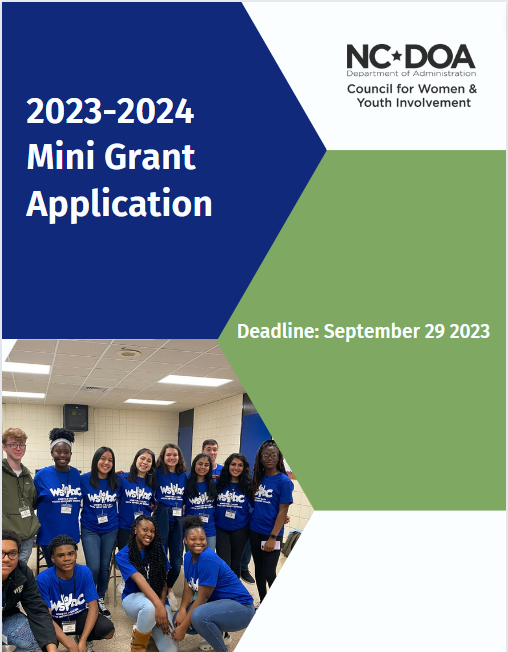 NC★DOA
Department of Administration
Council for Women &
Youth Involvement
2023-2024
Mini Grant
Application
Deadline: September 29 2023